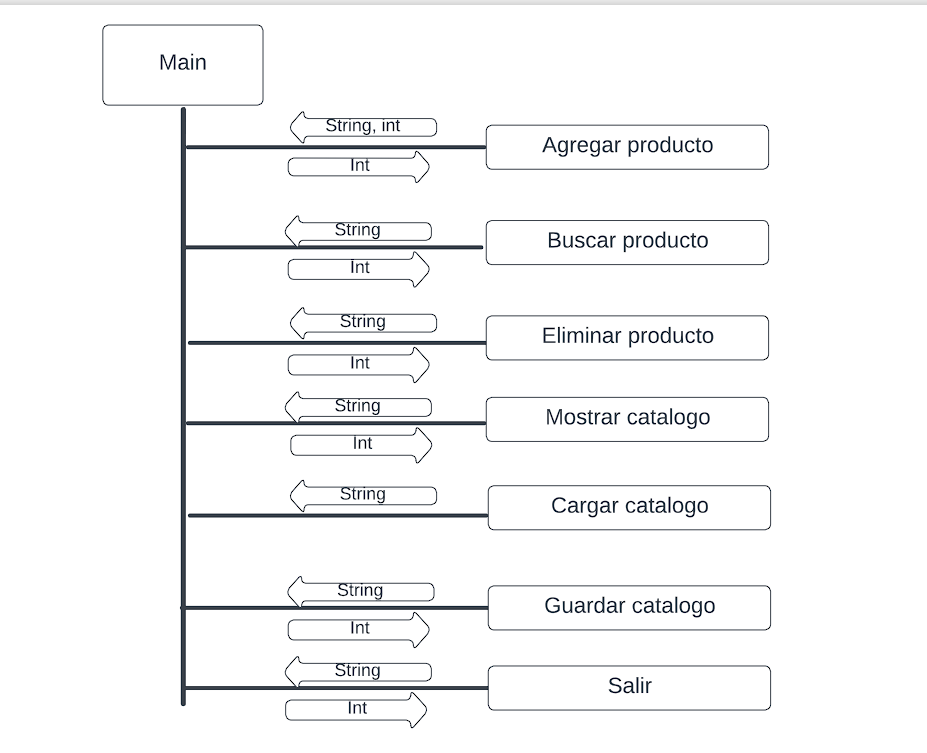 Main
String, int
Agregar producto
Int
String
Buscar producto
Int
String
Eliminar producto
Int
String
Mostrar catalogo
Int
String
Cargar catalogo
String
Guardar catalogo
Int
String
Salir
Int